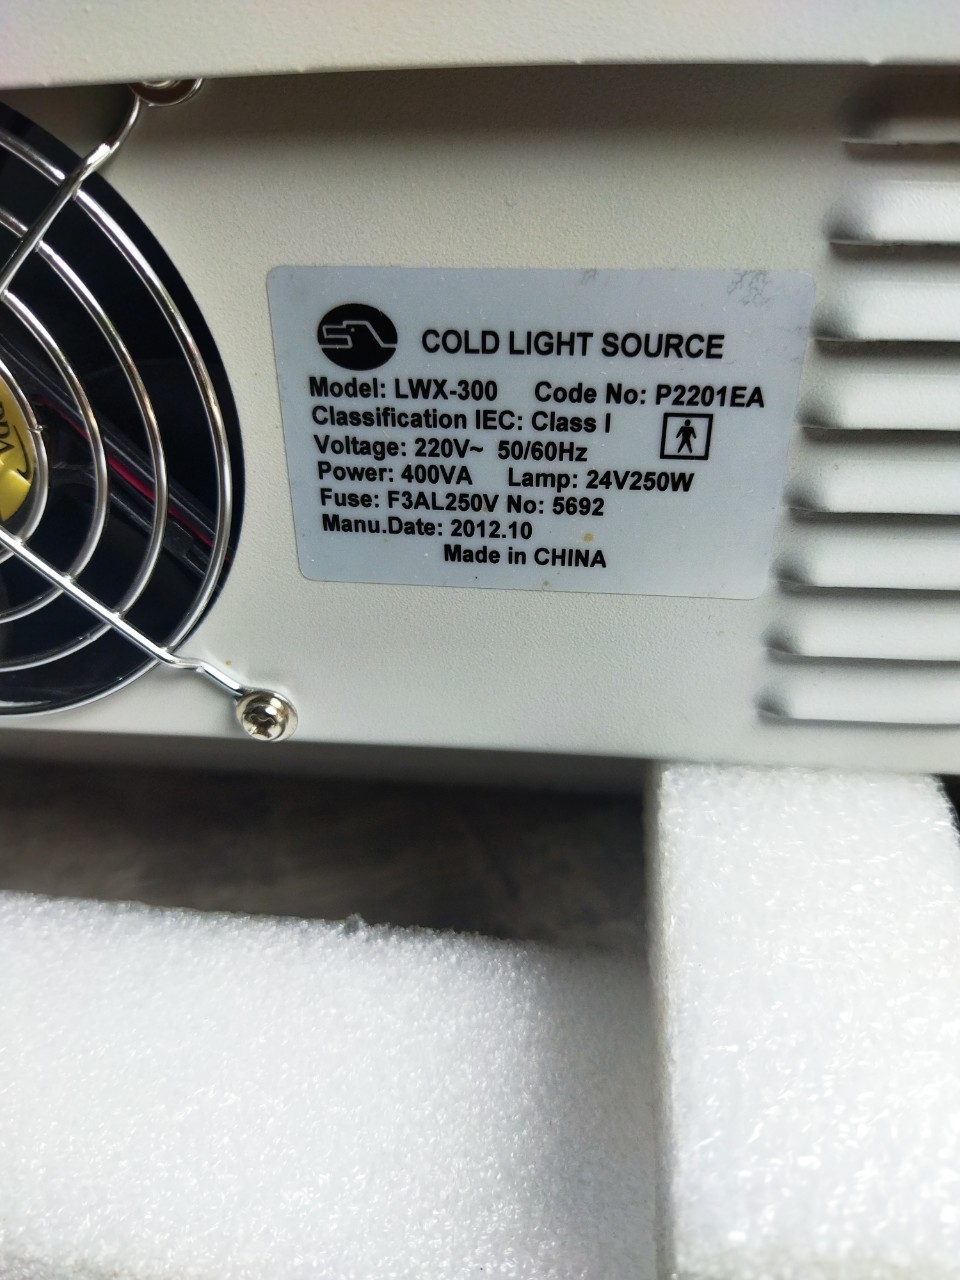 COLD LIGHT SOURCE
Model: LWX-300 Code No: P2201EA
Classification IEC: Class I
Voltage: 220V~ 50/60Hz
Power: 400VA Lamp: 24V250W
Fuse: F3AL250V No: 5692
Manu.Date: 2012.10
Made in CHINA